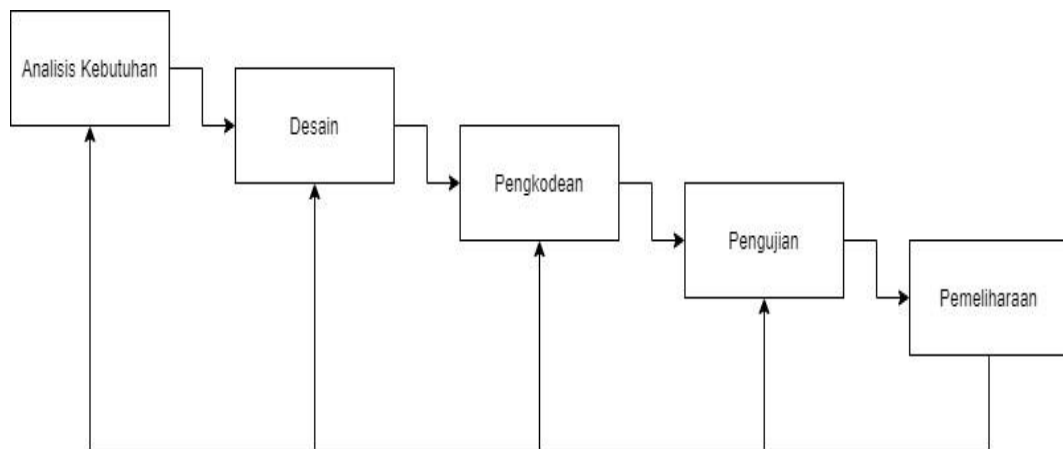 Analisis Kebutuhan
Desain
Pengkodean
Pengujian
Pemeliharaan